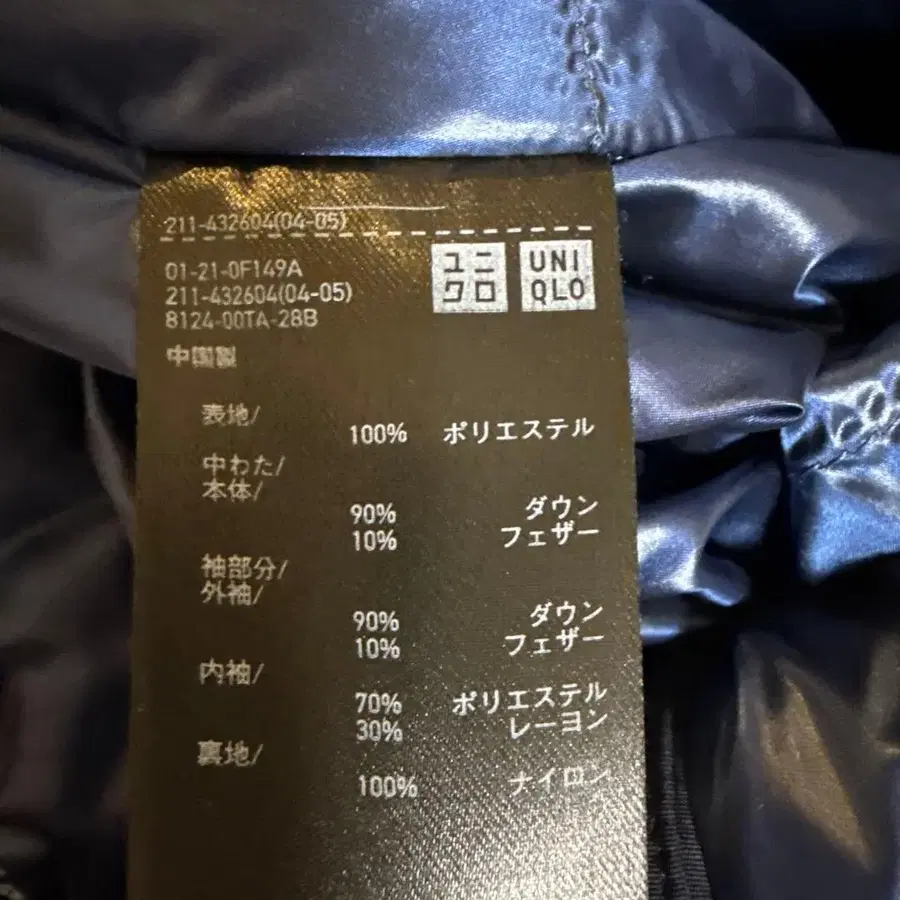 211-432604(04-05)
ユニクロ
UNIQLO
01-21-0F149A
211-432604(04-05)
8124-00TA-28B
中国製
表地/
100% ポリエステル
中わた/
本体/
90% ダウン
10% フェザー
袖部分/
外袖/
90% ダウン
10% フェザー
内袖/
70% ポリエステル
30% レーヨン
裏地/
100% ナイロン